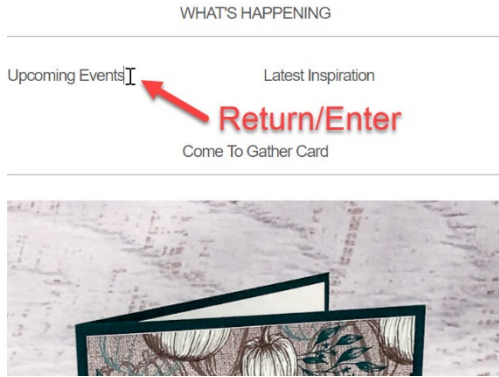 WHAT'S HAPPENING
Upcoming Events
Latest Inspiration
Return/Enter
Come To Gather Card